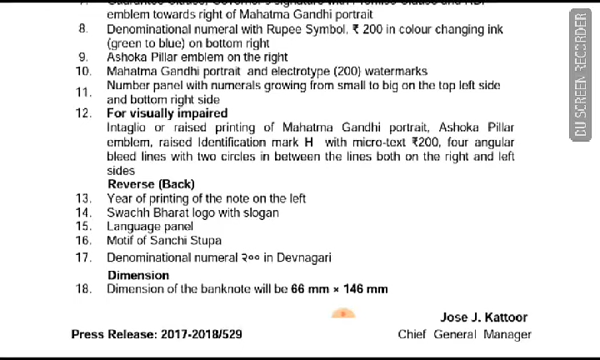 emblem towards right of Mahatma Gandhi portrait
8. Denominational numeral with Rupee Symbol, ₹ 200 in colour changing ink
(green to blue) on bottom right
9. Ashoka Pillar emblem on the right
10. Mahatma Gandhi portrait and electrotype (200) watermarks
11. Number panel with numerals growing from small to big on the top left side
and bottom right side
12. For visually impaired
Intaglio or raised printing of Mahatma Gandhi portrait, Ashoka Pillar
emblem, raised Identification mark H with micro-text ₹200, four angular
bleed lines with two circles in between the lines both on the right and left
sides
Reverse (Back)
13. Year of printing of the note on the left
14. Swachh Bharat logo with slogan
15. Language panel
16. Motif of Sanchi Stupa
17. Denominational numeral २०० in Devnagari
Dimension
18. Dimension of the banknote will be 66 mm × 146 mm
Jose J. Kattoor
Press Release: 2017-2018/529 Chief General Manager
DU SCREEN RECORDER